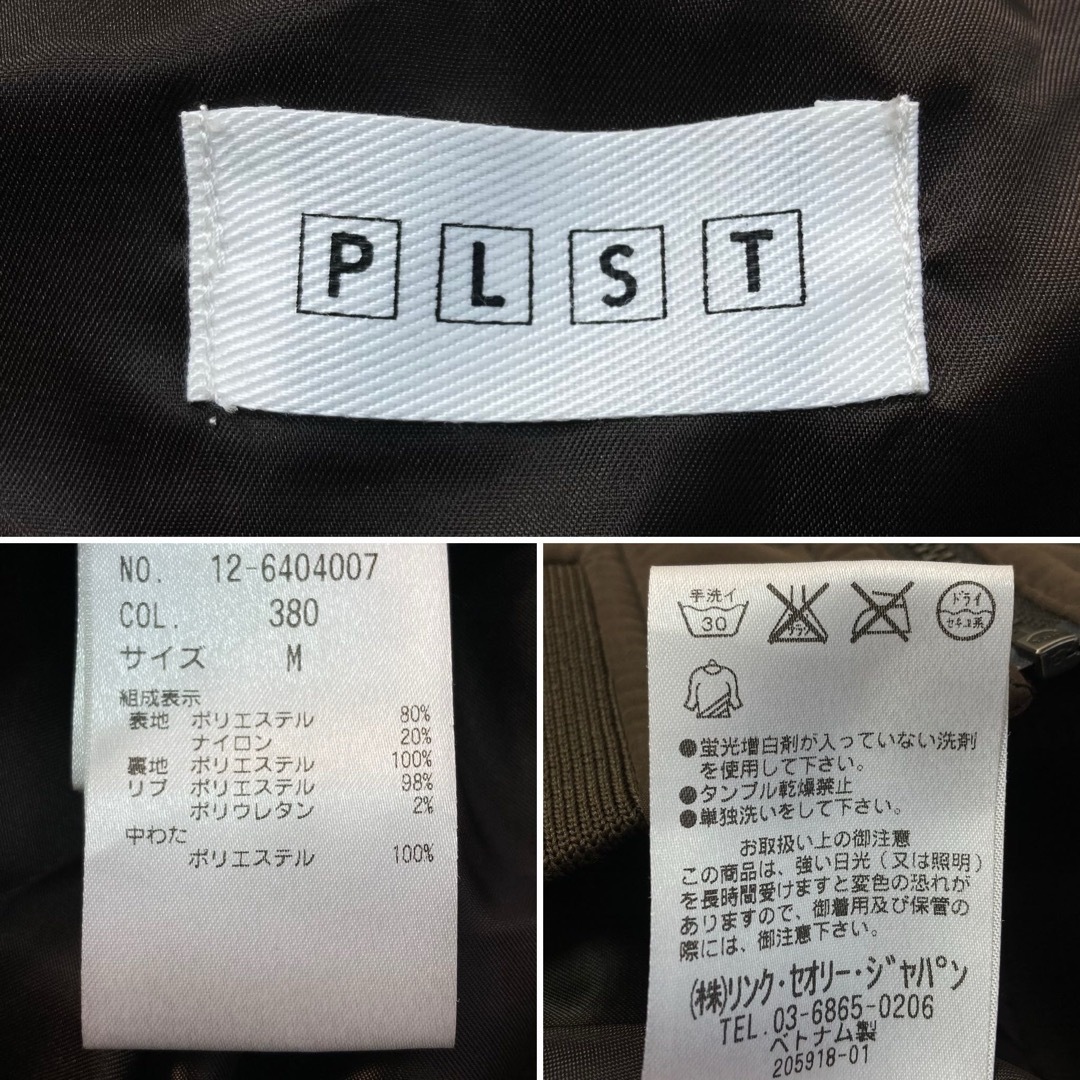 PLST
NO. 12-6404007
COL. 380
サイズ M
組成表示
表地 ポリエステル 80%
ナイロン 20%
裏地 ポリエステル 100%
リブ ポリエステル 98%
ポリウレタン 2%
中わた
ポリエステル 100%
手洗イ
30
エンソ
サラシ
ドライ
セキユ系
●蛍光増白剤が入っていない洗剤
を使用して下さい。
●タンブル乾燥禁止
●単独洗いをして下さい。
お取扱い上の御注意
この商品は、強い日光(又は照明)
を長時間受けますと変色の恐れが
ありますので、御着用及び保管の
際には、御注意下さい。
(株)リンク・セオリー・ジャパン
TEL.03-6865-0206
ベトナム製
205918-01